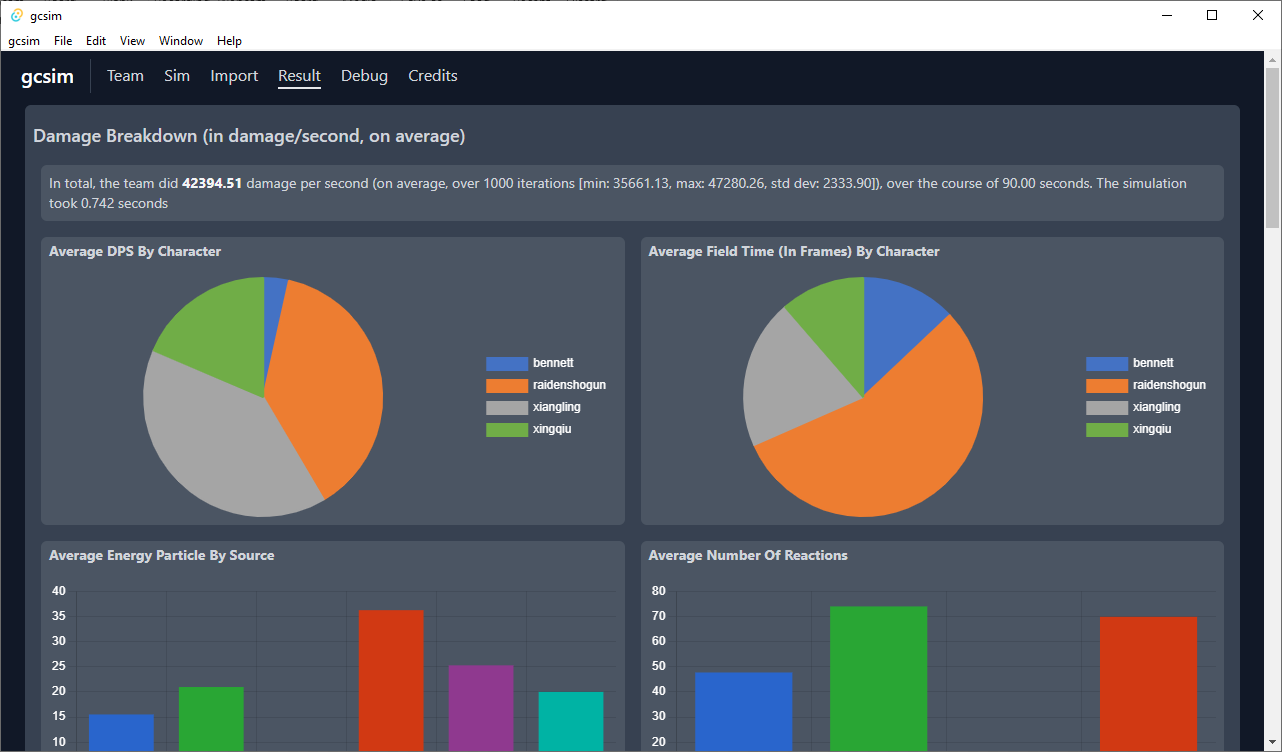 gcsim
gcsim File Edit View Window Help
gcsim Team Sim Import Result Debug Credits
Damage Breakdown (in damage/second, on average)
In total, the team did 42394.51 damage per second (on average, over 1000 iterations [min: 35661.13, max: 47280.26, std dev: 2333.90]), over the course of 90.00 seconds. The simulation
took 0.742 seconds
Average DPS By Character
bennett
raidenshogun
xiangling
xingqiu
Average Field Time (In Frames) By Character
bennett
raidenshogun
xiangling
xingqiu
Average Energy Particle By Source
40
35
30
25
20
15
10
Average Number Of Reactions
80
70
60
50
40
30
20